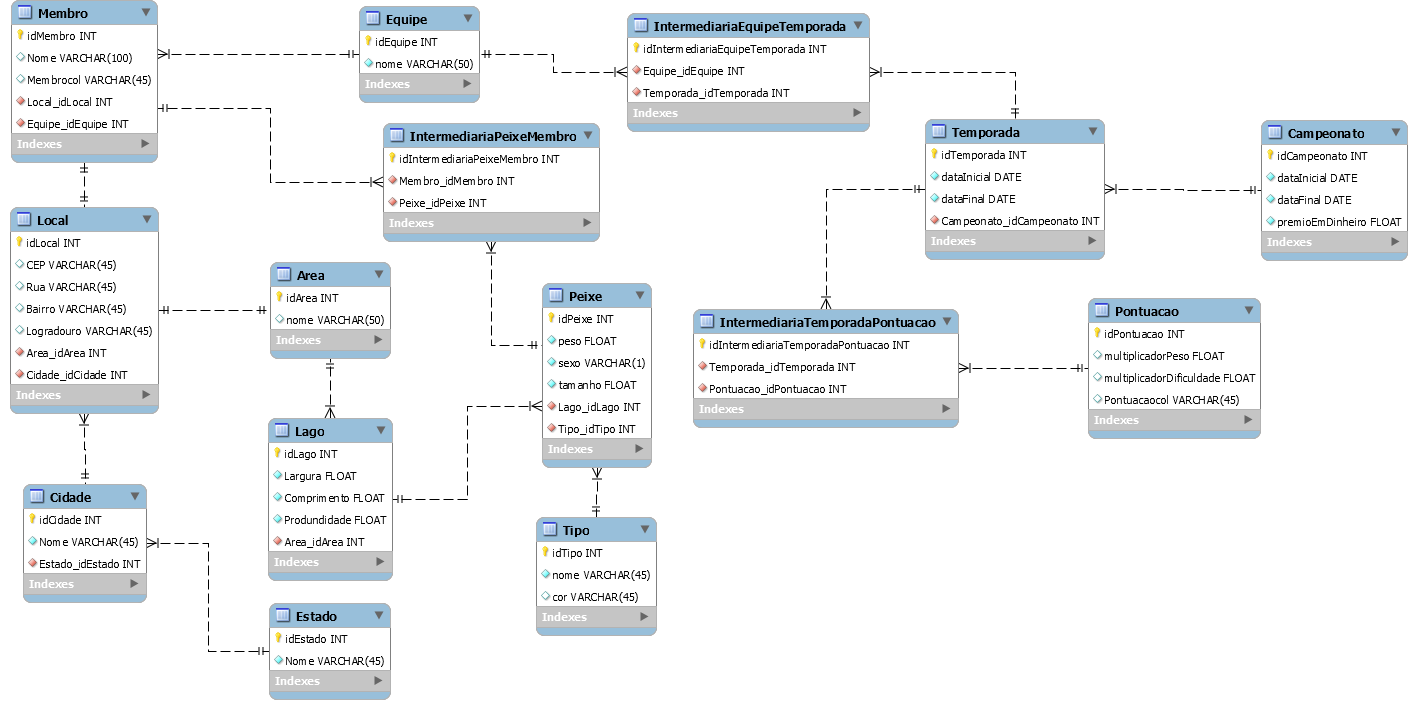 Membro
idMembro INT
Nome VARCHAR(100)
Membrocol VARCHAR(45)
Local_idLocal INT
Equipe_idEquipe INT
Indexes
Equipe
idEquipe INT
nome VARCHAR(50)
Indexes
IntermediariaEquipeTemporada
idIntermediariaEquipeTemporada INT
Equipe_idEquipe INT
Temporada_idTemporada INT
Indexes
IntermediariaPeixeMembro
idIntermediariaPeixeMembro INT
Membro_idMembro INT
Peixe_idPeixe INT
Indexes
Temporada
idTemporada INT
dataInicial DATE
dataFinal DATE
Campeonato_idCampeonato INT
Indexes
Campeonato
idCampeonato INT
dataInicial DATE
dataFinal DATE
premioEmDinheiro FLOAT
Indexes
Local
idLocal INT
CEP VARCHAR(45)
Rua VARCHAR(45)
Bairro VARCHAR(45)
Logradouro VARCHAR(45)
Area_idArea INT
Cidade_idCidade INT
Indexes
Area
idArea INT
nome VARCHAR(50)
Indexes
Peixe
idPeixe INT
peso FLOAT
sexo VARCHAR(1)
tamanho FLOAT
Lago_idLago INT
Tipo_idTipo INT
Indexes
IntermediariaTemporadaPontuacao
idIntermediariaTemporadaPontuacao INT
Temporada_idTemporada INT
Pontuacao_idPontuacao INT
Indexes
Pontuacao
idPontuacao INT
multiplicadorPeso FLOAT
multiplicadorDificuldade FLOAT
Pontuacaocol VARCHAR(45)
Indexes
Lago
idLago INT
Largura FLOAT
Comprimento FLOAT
Produndidade FLOAT
Area_idArea INT
Indexes
Cidade
idCidade INT
Nome VARCHAR(45)
Estado_idEstado INT
Indexes
Tipo
idTipo INT
nome VARCHAR(45)
cor VARCHAR(45)
Indexes
Estado
idEstado INT
Nome VARCHAR(45)
Indexes